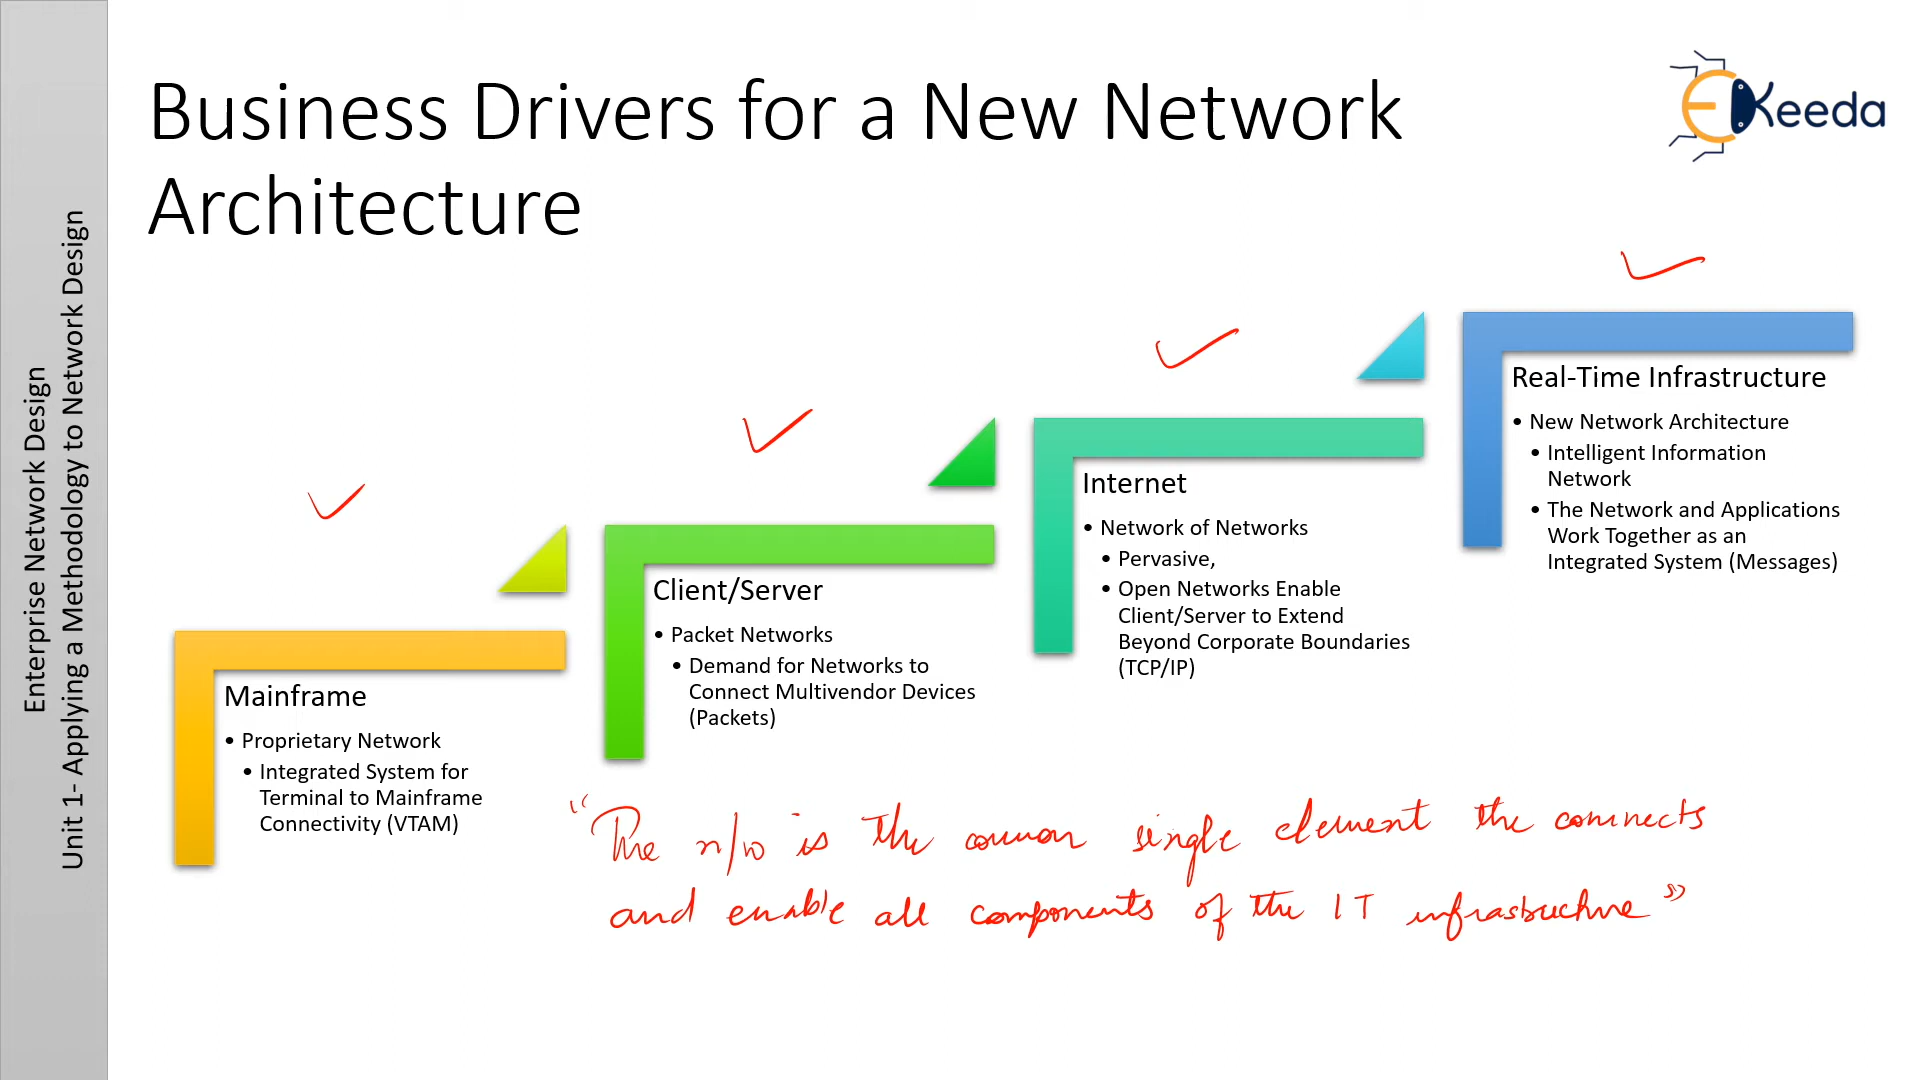 Enterprise Network Design
Unit 1- Applying a Methodology to Network Design
Business Drivers for a New Network
Architecture
EKeeda
Mainframe
• Proprietary Network
• Integrated System for
Terminal to Mainframe
Connectivity (VTAM)
Client/Server
• Packet Networks
• Demand for Networks to
Connect Multivendor Devices
(Packets)
Internet
• Network of Networks
• Pervasive,
• Open Networks Enable
Client/Server to Extend
Beyond Corporate Boundaries
(TCP/IP)
Real-Time Infrastructure
• New Network Architecture
• Intelligent Information
Network
• The Network and Applications
Work Together as an
Integrated System (Messages)
"The n/w is the common single element the connects
and enable all components of the IT infrastructure"